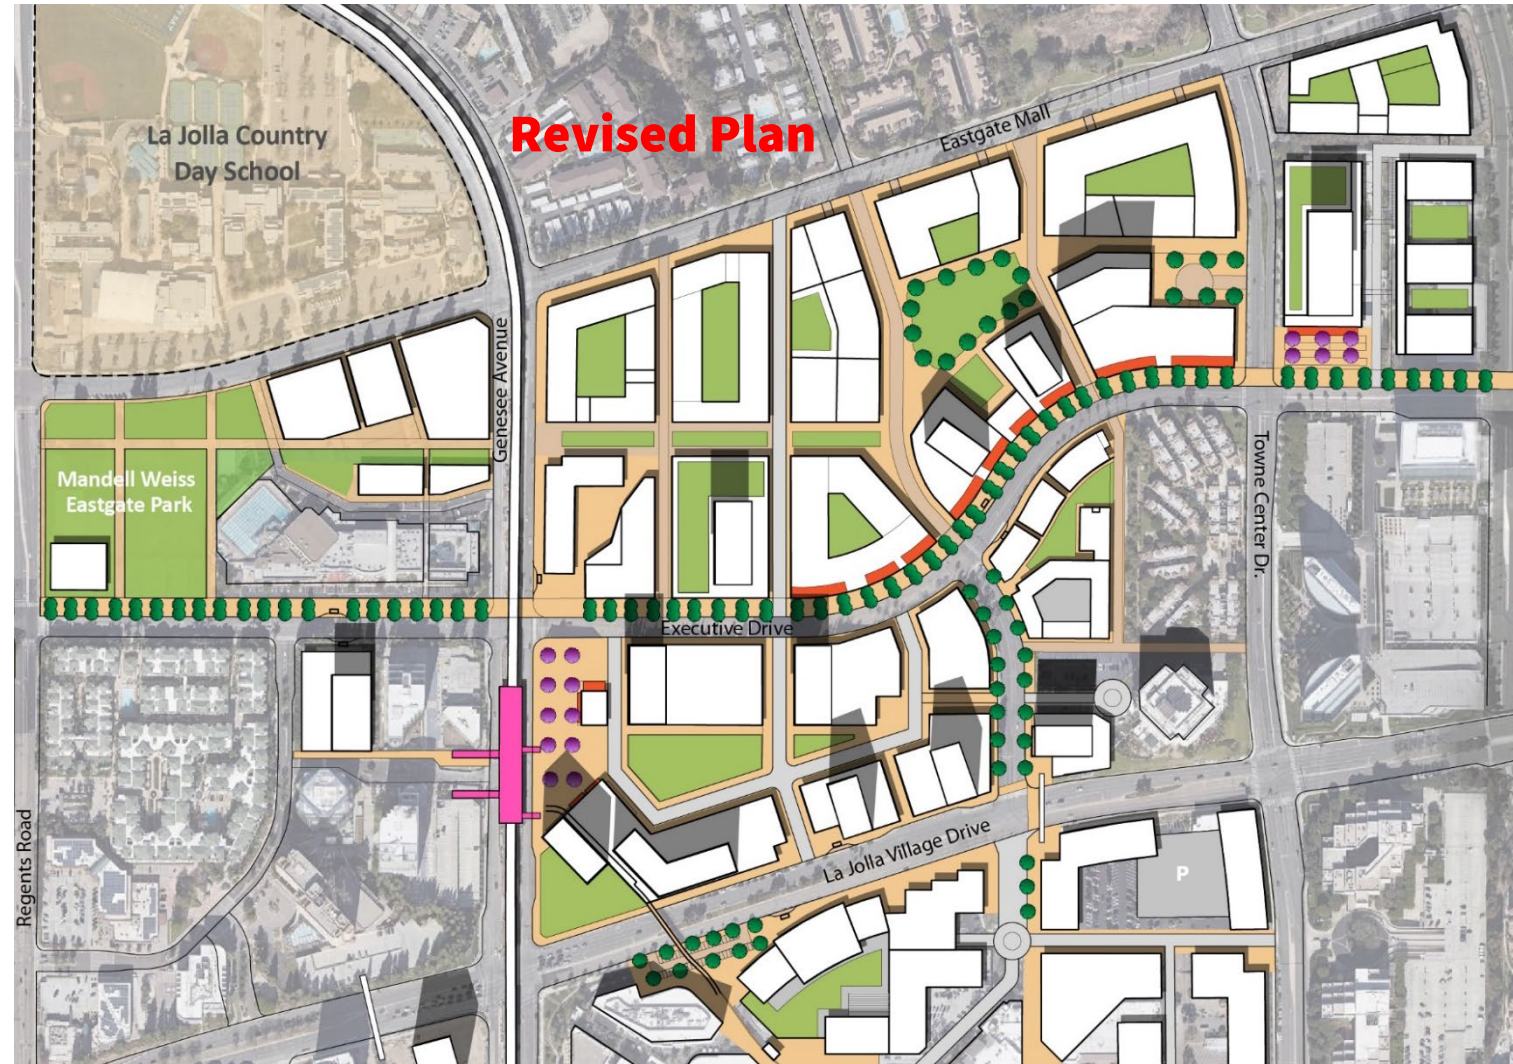 La Jolla Country
Day School
Revised Plan
Eastgate Mall
Genesee Avenue
Mandell Weiss
Eastgate Park
Towne Center Dr.
Executive Drive
La Jolla Village Drive
Regents Road
P